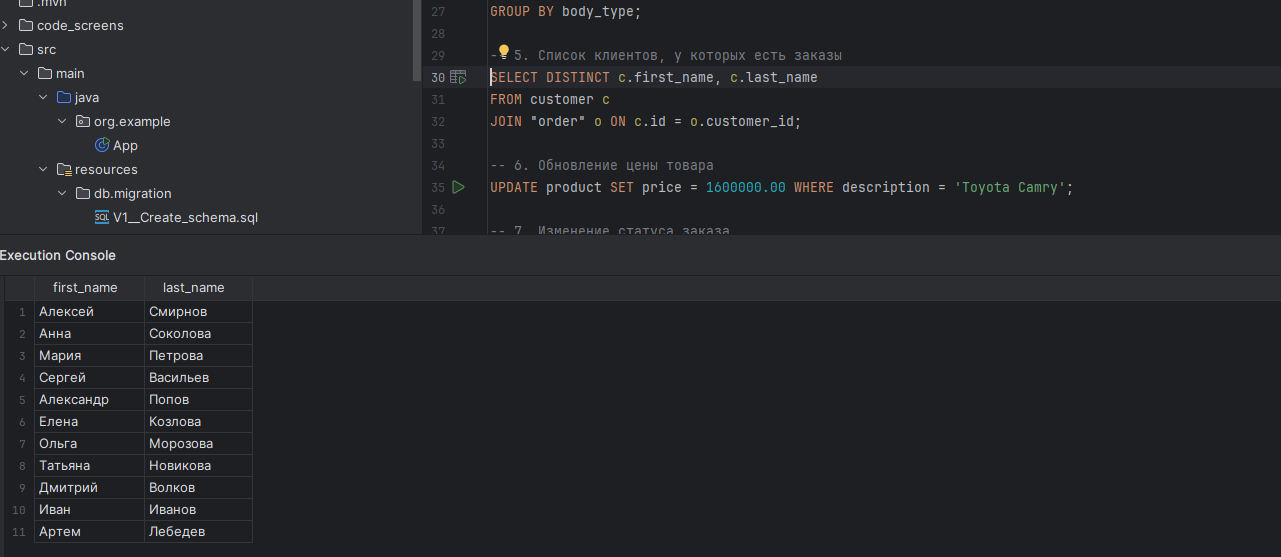 .mvn
code_screens
src
main
java
org.example
App
resources
db.migration
V1__Create_schema.sql
27 GROUP BY body_type;
28
29 -- 5. Список клиентов, у которых есть заказы
30 SELECT DISTINCT c.first_name, c.last_name
31 FROM customer c
32 JOIN "order" o ON c.id = o.customer_id;
33
34 -- 6. Обновление цены товара
35 UPDATE product SET price = 1600000.00 WHERE description = 'Toyota Camry';
36
37 -- 7. Изменение статуса заказа
Execution Console
first_name last_name
1 Алексей Смирнов
2 Анна Соколова
3 Мария Петрова
4 Сергей Васильев
5 Александр Попов
6 Елена Козлова
7 Ольга Морозова
8 Татьяна Новикова
9 Дмитрий Волков
10 Иван Иванов
11 Артем Лебедев